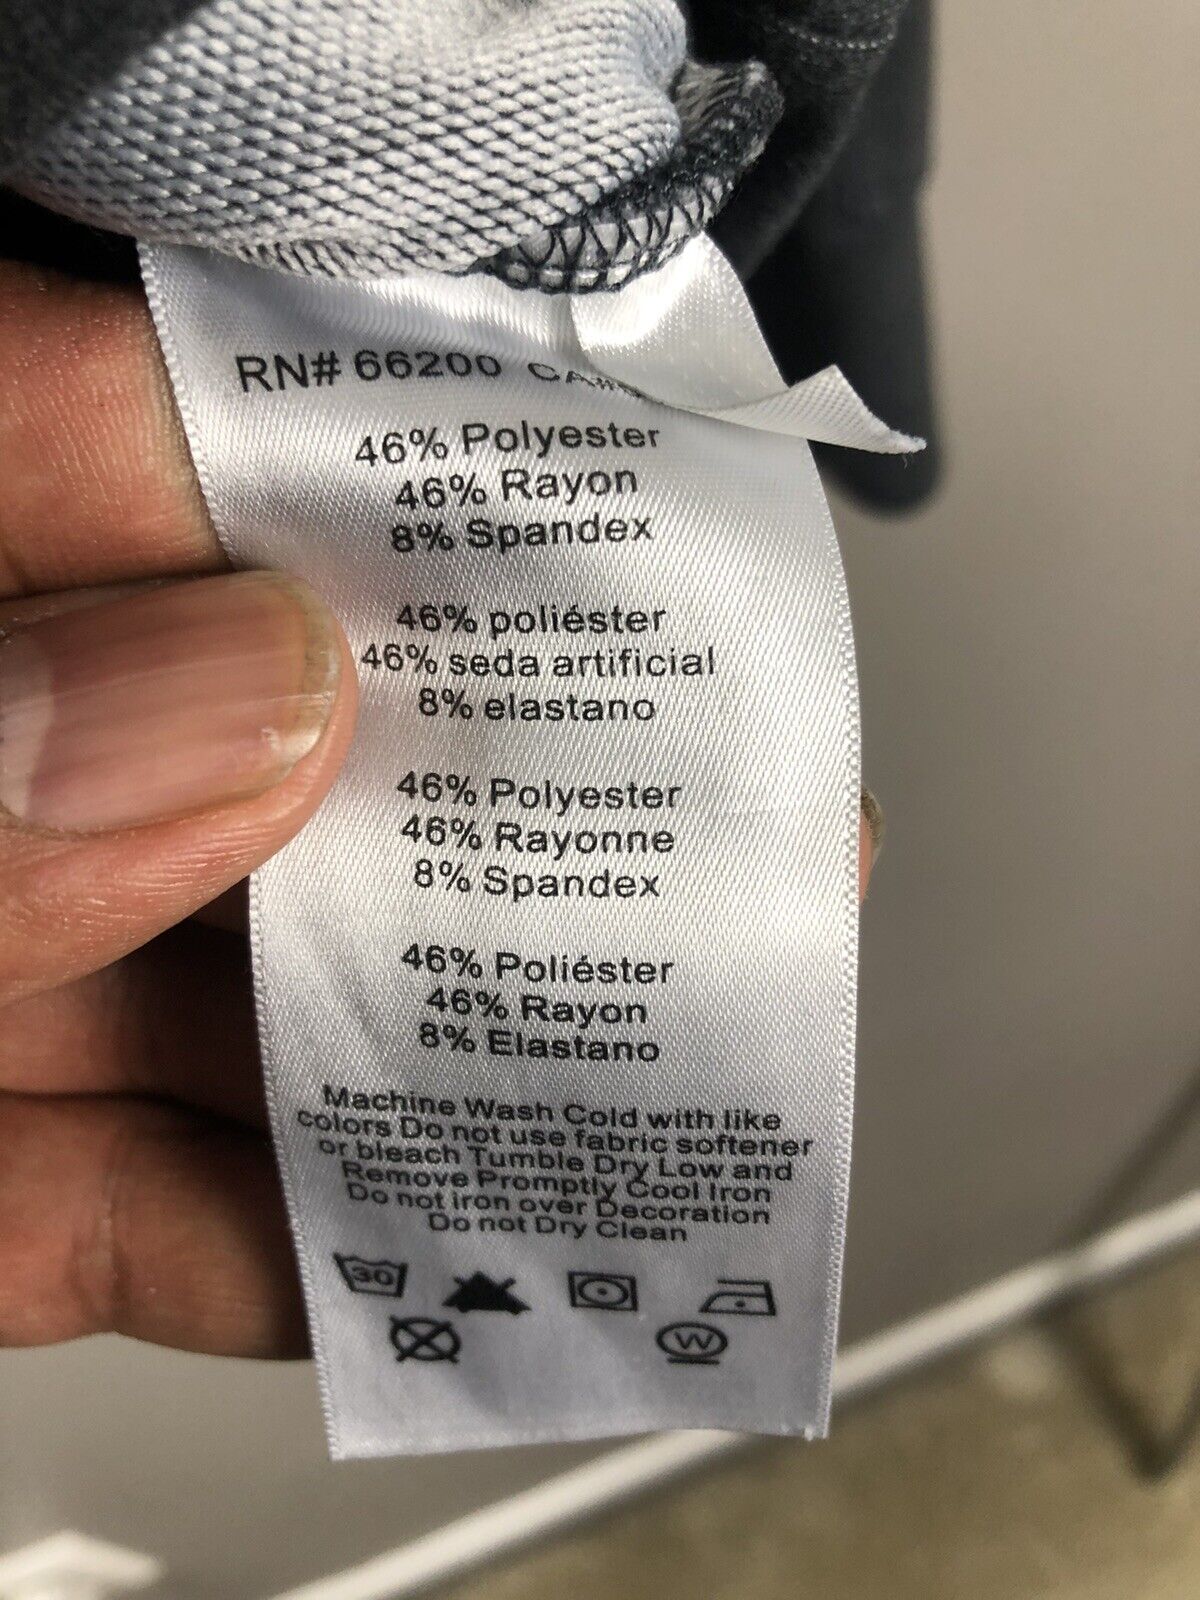 RN# 66200 CA#
46% Polyester
46% Rayon
8% Spandex
46% poliéster
46% seda artificial
8% elastano
46% Polyester
46% Rayonne
8% Spandex
46% Poliéster
46% Rayon
8% Elastano
Machine Wash Cold with like
colors Do not use fabric softener
or bleach Tumble Dry Low and
Remove Promptly Cool Iron
Do not iron over Decoration
Do not Dry Clean
30
W